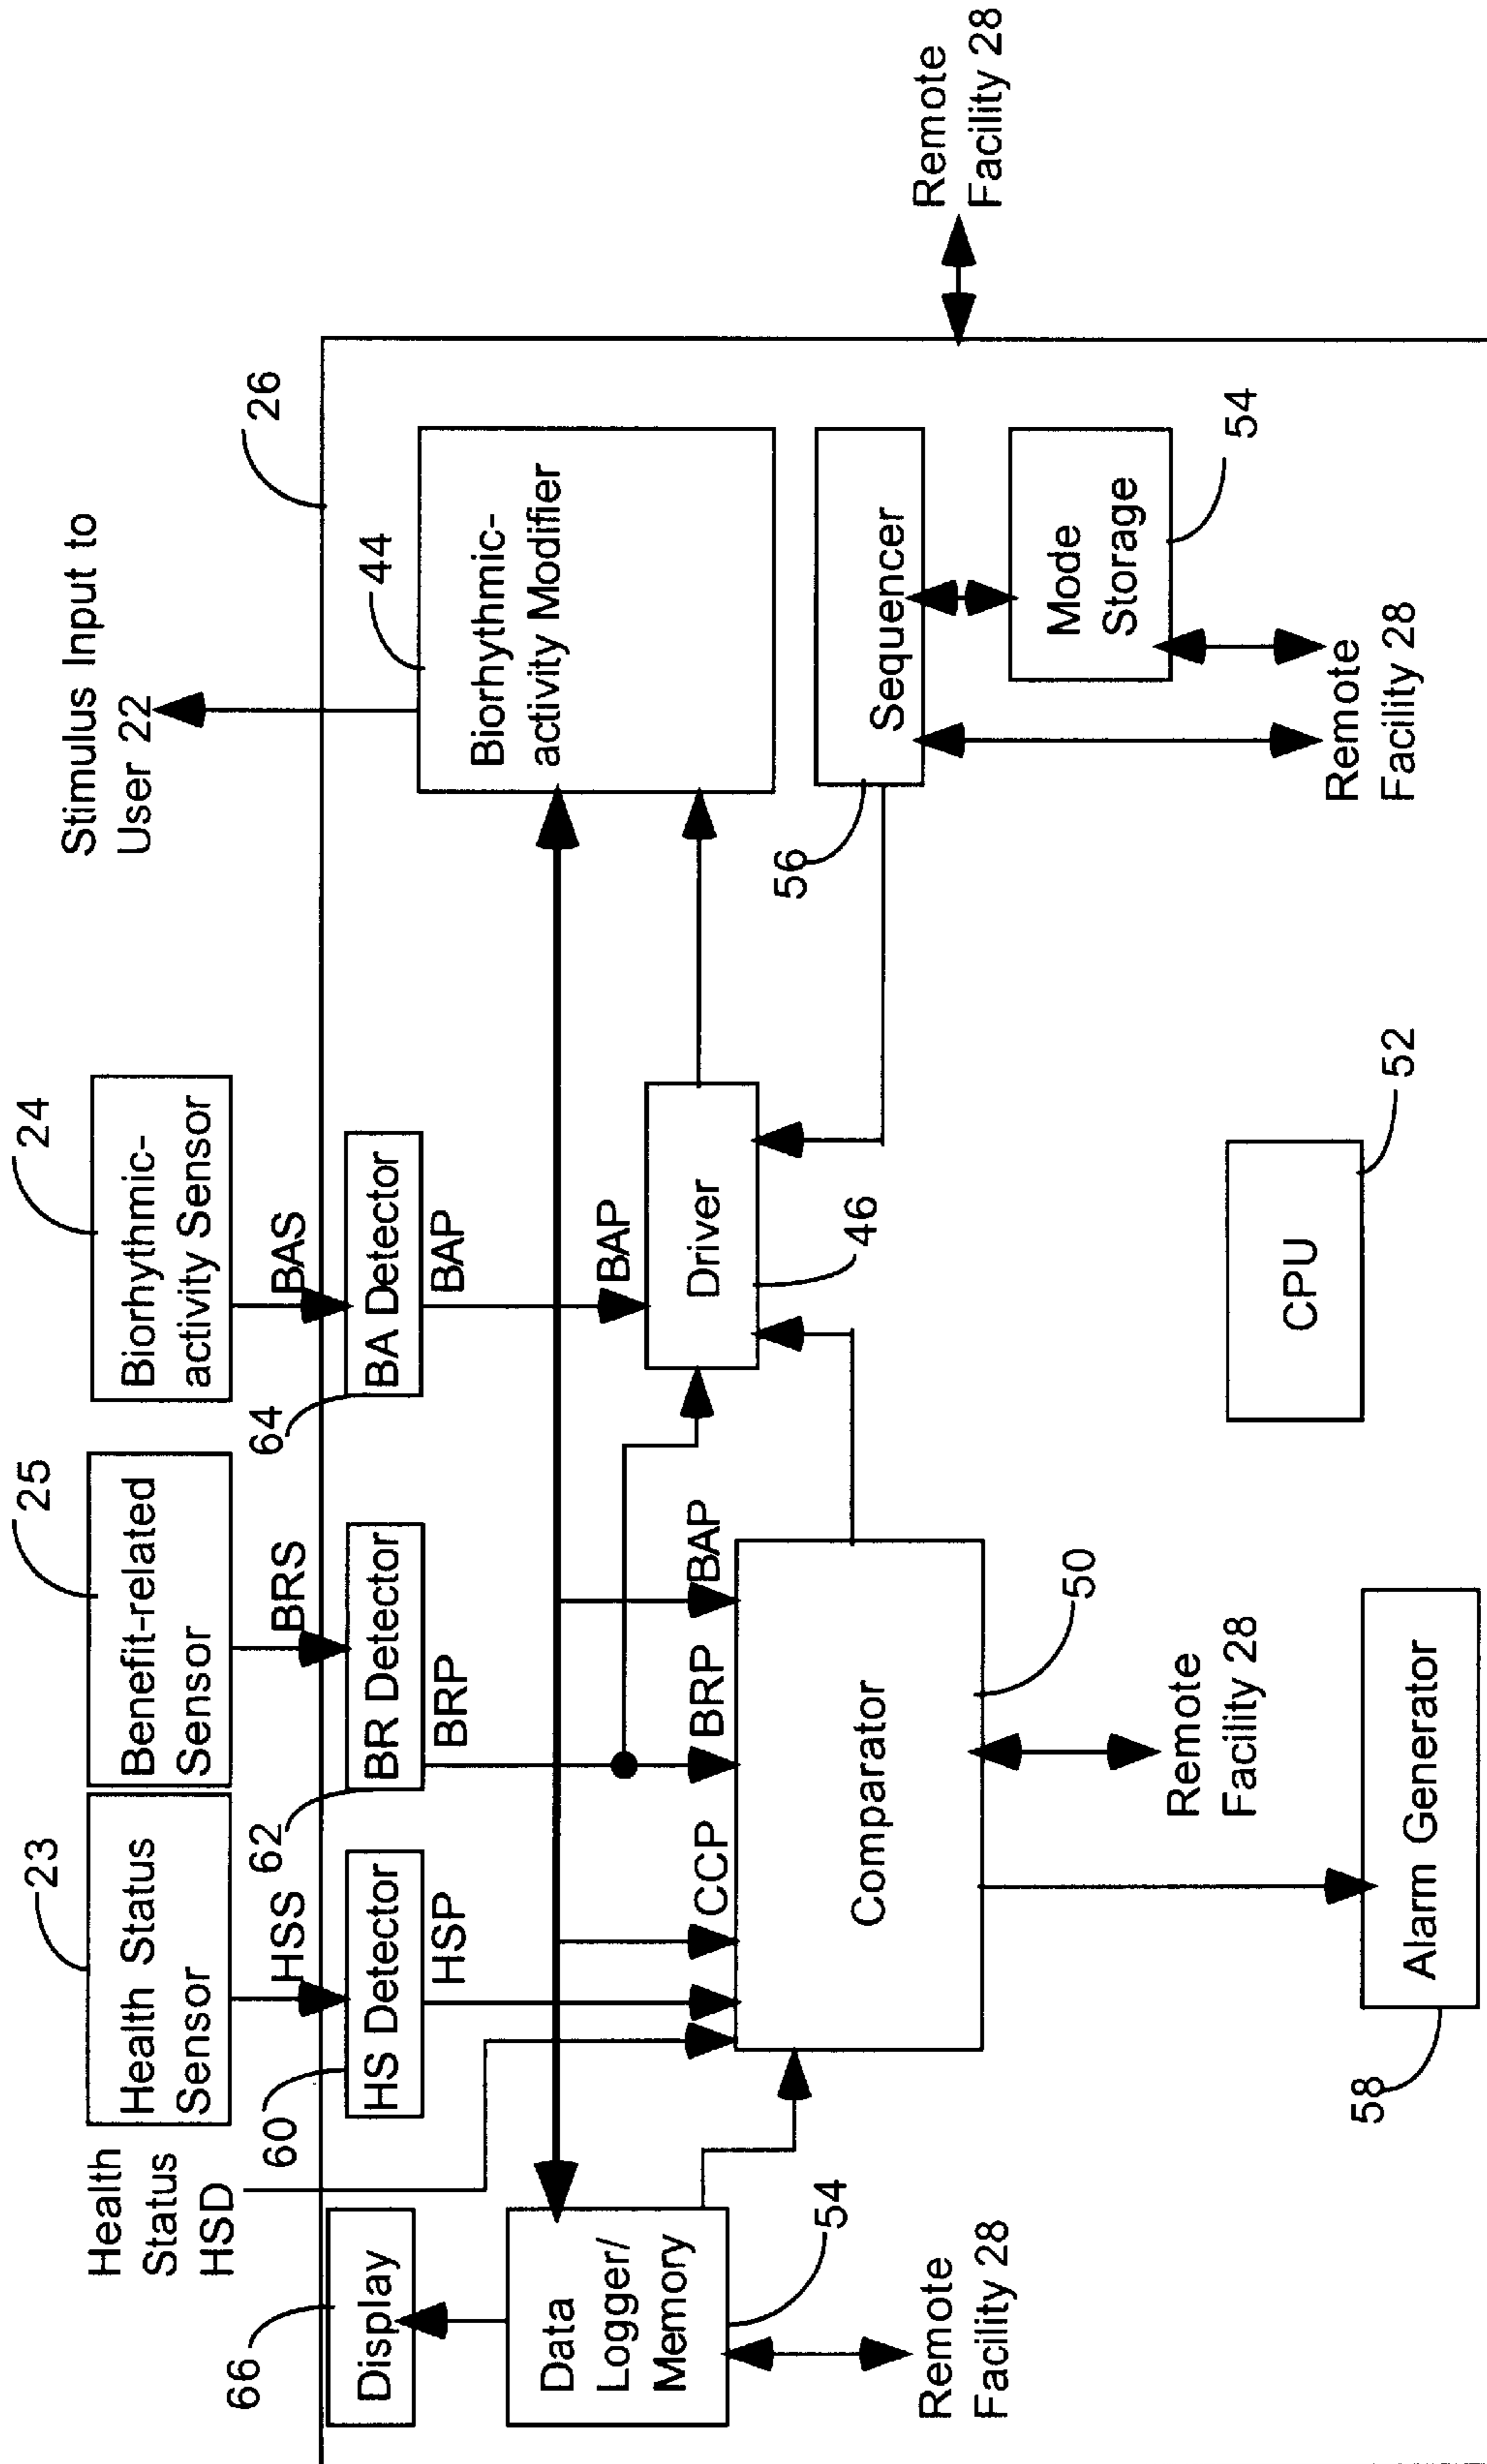 Health
Status
HSD
23
Health Status
Sensor
HSS
25
Benefit-related
Sensor
BRS
24
Biorhythmic-
activity Sensor
BAS
Stimulus Input to
User 22
26
66
Display
60
HS Detector
HSP
62
BR Detector
BRP
64
BA Detector
BAP
44
Biorhythmic-
activity Modifier
Data
Logger/
Memory
54
Remote
Facility 28
CCP
BRP
BAP
Comparator
50
Remote
Facility 28
BAP
Driver
46
56
Sequencer
Mode
Storage
54
Remote
Facility 28
Remote
Facility 28
58
Alarm Generator
CPU
52